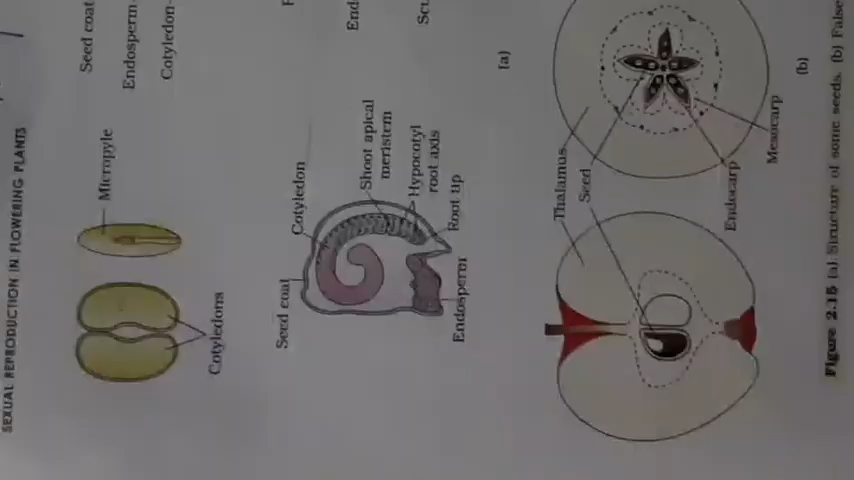 SEXUAL REPRODUCTION IN FLOWERING PLANTS
Micropyle
Seed coat
Endosperm
Cotyledon
Cotyledons
Cotyledon
Shoot apical
meristem
Hypocotyl
root axis
Root tip
Seed coat
Endosperm
(a)
Thalamus
Seed
Endocarp
Mesocarp
(b)
Figure 2.15 (a) Structure of some seeds. (b) False